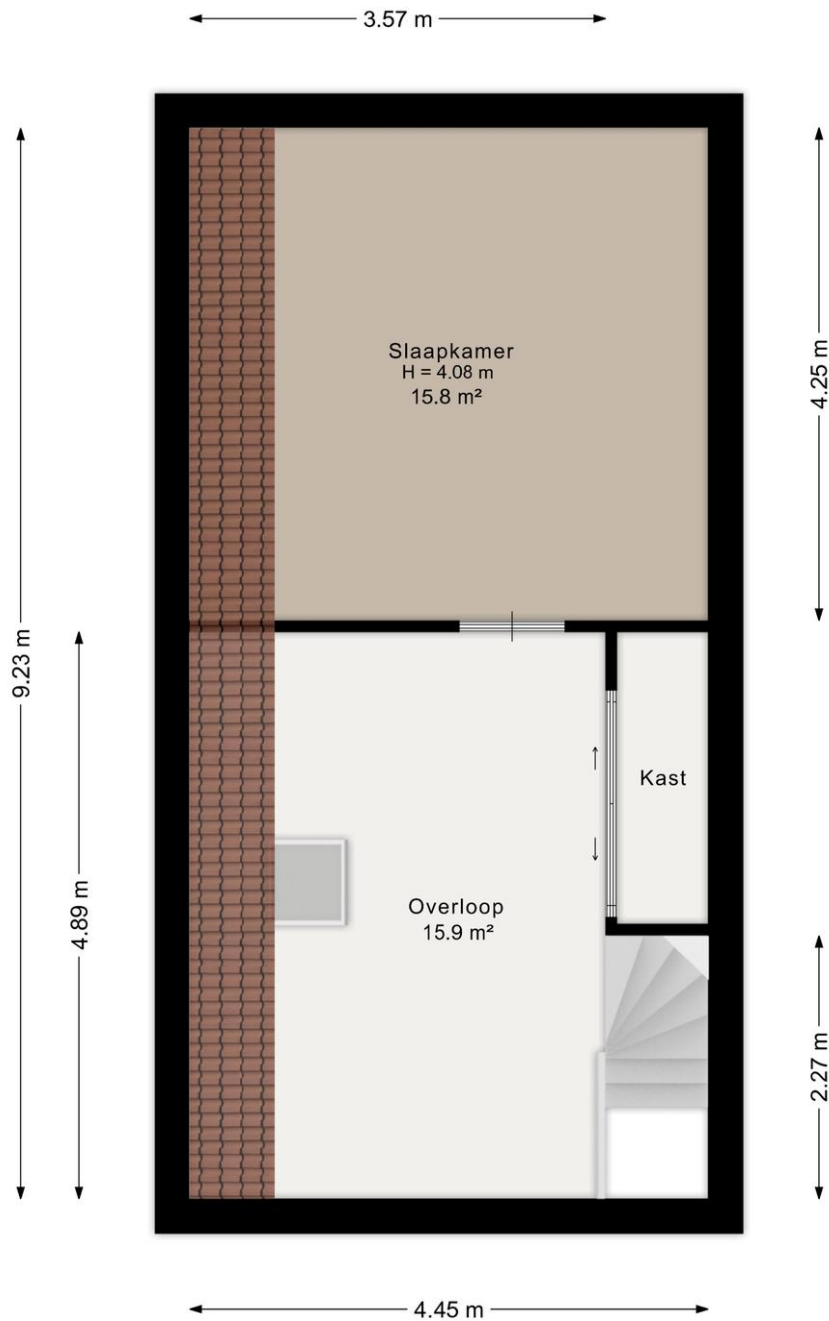 3.57 m
9.23 m
4.25 m
Slaapkamer
H = 4.08 m
15.8 m²
4.89 m
Kast
Overloop
15.9 m²
2.27 m
4.45 m